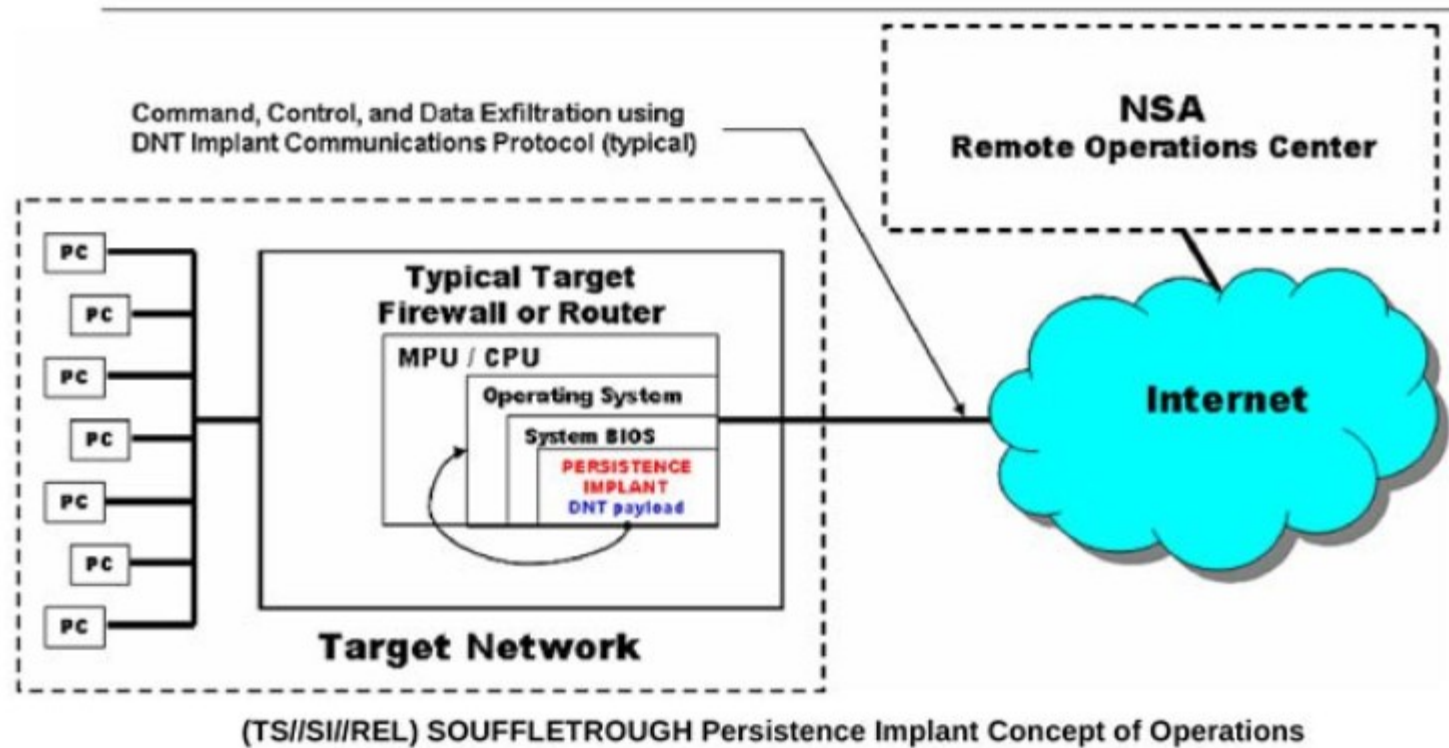 Command, Control, and Data Exfiltration using
DNT Implant Communications Protocol (typical)
NSA
Remote Operations Center
PC
PC
PC
PC
PC
PC
PC
Typical Target
Firewall or Router
MPU / CPU
Operating System
System BIOS
PERSISTENCE
IMPLANT
DNT payload
Internet
Target Network
(TS//SI//REL) SOUFFLETROUGH Persistence Implant Concept of Operations